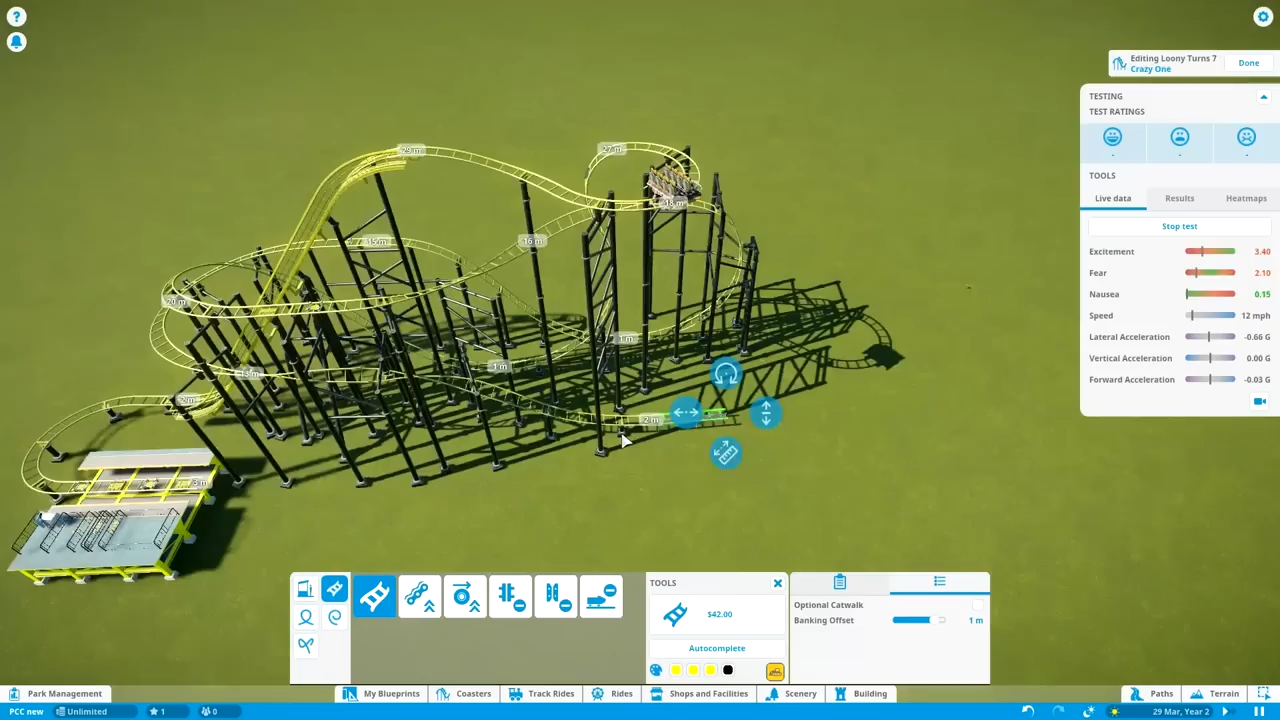 ?
Editing Loony Turns 7
Crazy One
Done
TESTING
TEST RATINGS
-
-
-
TOOLS
Live data
Results
Heatmaps
Stop test
Excitement 3.40
Fear 2.10
Nausea 0.15
Speed 12 mph
Lateral Acceleration -0.66 G
Vertical Acceleration 0.00 G
Forward Acceleration -0.03 G
29 m
27 m
18 m
16 m
1 m
1 m
13 m
2 m
2 m
3 m
TOOLS
$42.00
Autocomplete
Optional Catwalk
Banking Offset 1 m
Park Management
My Blueprints
Coasters
Track Rides
Rides
Shops and Facilities
Scenery
Building
Paths
Terrain
PCC new
Unlimited
1
0
29 Mar, Year 2